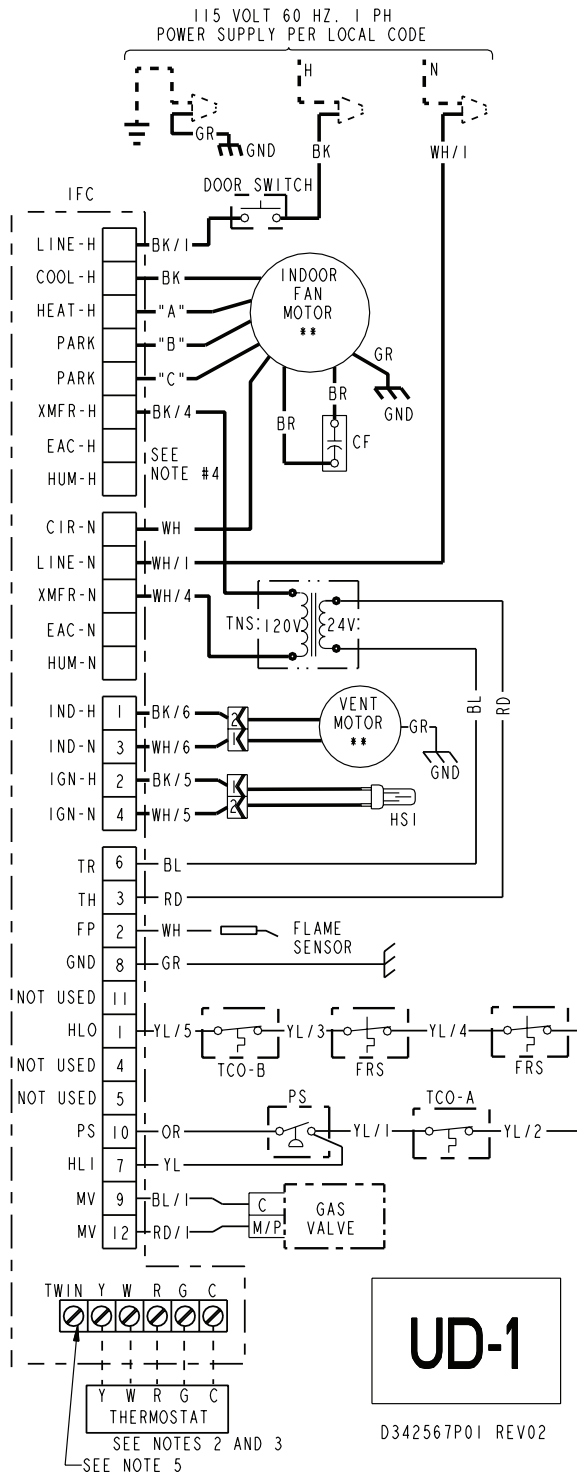 115 VOLT 60 HZ. 1 PH
POWER SUPPLY PER LOCAL CODE
H
N
GR
GND
BK
WH/1
DOOR SWITCH
IFC
LINE-H
BK/1
COOL-H
BK
HEAT-H
"A"
PARK
"B"
PARK
"C"
XMFR-H
BK/4
EAC-H
HUM-H
SEE
NOTE #4
INDOOR
FAN
MOTOR
**
GR
GND
BR
BR
CF
CIR-N
WH
LINE-N
WH/1
XMFR-N
WH/4
EAC-N
HUM-N
TNS:
120V
24V:
BL
RD
IND-H 1 BK/6 2
IND-N 3 WH/6 1
IGN-H 2 BK/5 1
IGN-N 4 WH/5 2
VENT
MOTOR
**
GR
GND
HSI
TR 6 BL
TH 3 RD
FP 2 WH
FLAME
SENSOR
GND 8 GR
NOT USED 11
HLO 1 YL/5 YL/3 YL/4
TCO-B
FRS
FRS
NOT USED 4
NOT USED 5
PS
TCO-A
PS 10 OR YL/1 YL/2
HLI 7 YL
MV 9 BL/1 C
MV 12 RD/1 M/P
GAS
VALVE
TWIN Y W R G C
Y W R G C
THERMOSTAT
SEE NOTES 2 AND 3
SEE NOTE 5
UD-1
D342567P01 REV02